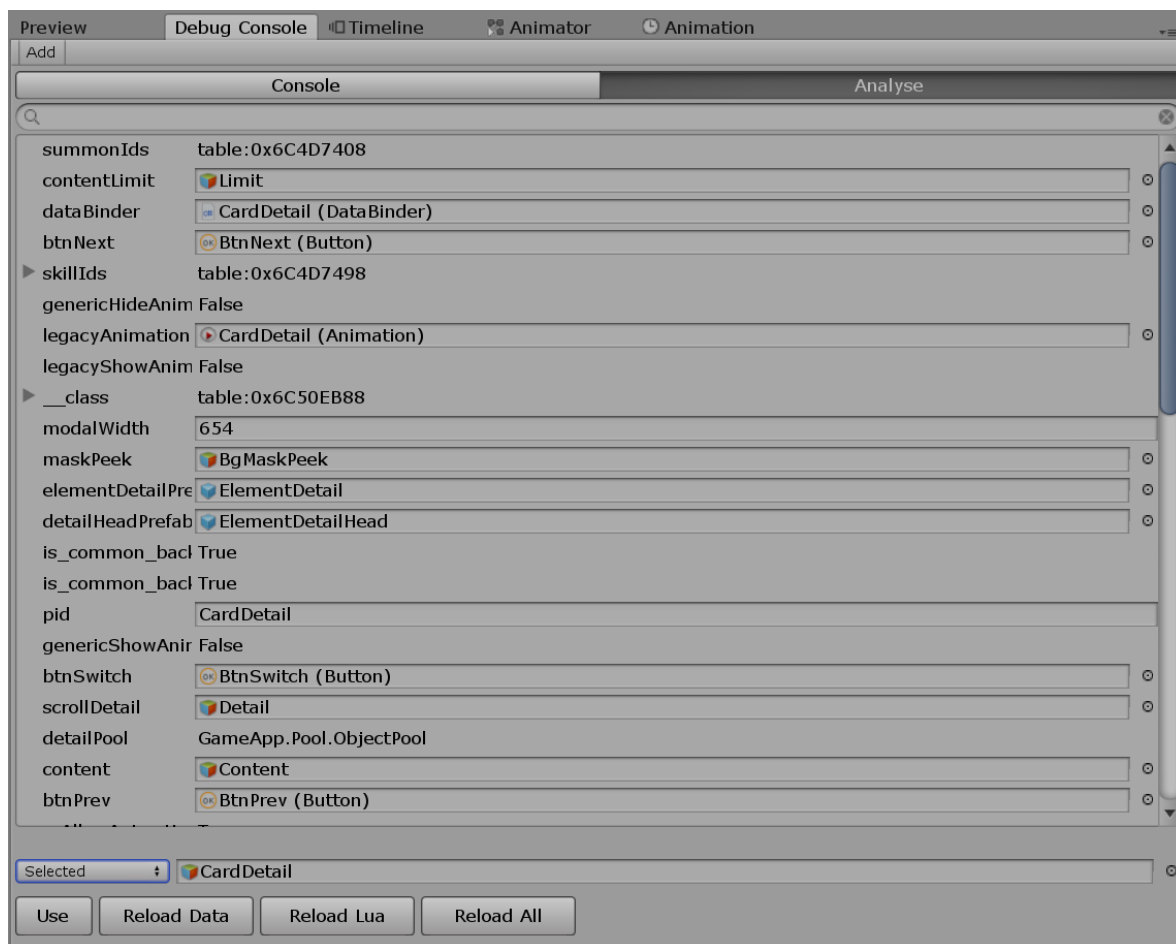 Preview Debug Console Timeline Animator Animation
Add
Console Analyse
summonIds table:0x6C4D7408
contentLimit Limit
dataBinder CardDetail (DataBinder)
btnNext BtnNext (Button)
skillIds table:0x6C4D7498
genericHideAnim False
legacyAnimation CardDetail (Animation)
legacyShowAnim False
__class table:0x6C50EB88
modalWidth 654
maskPeek BgMaskPeek
elementDetailPre ElementDetail
detailHeadPrefab ElementDetailHead
is_common_bac True
is_common_bac True
pid CardDetail
genericShowAni False
btnSwitch BtnSwitch (Button)
scrollDetail Detail
detailPool GameApp.Pool.ObjectPool
content Content
btnPrev BtnPrev (Button)
Selected CardDetail
Use Reload Data Reload Lua Reload All